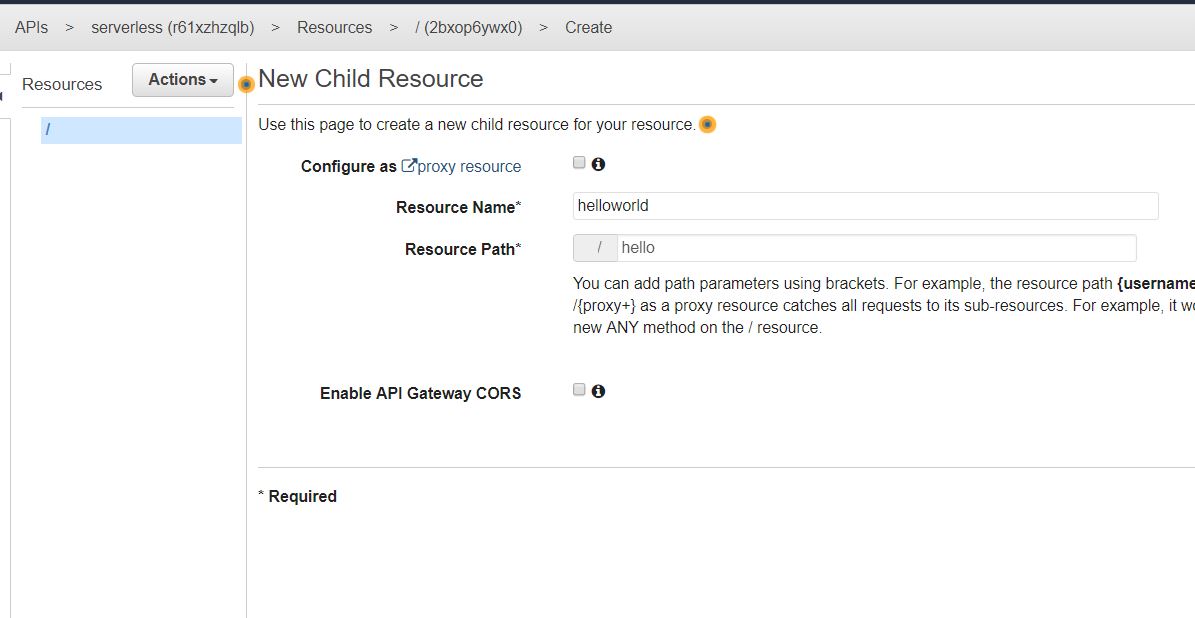 APIs > serverless (r61xzhzqlb) > Resources > / (2bxop6ywx0) > Create
Resources
Actions
/
New Child Resource
Use this page to create a new child resource for your resource.
Configure as proxy resource
Resource Name* helloworld
Resource Path* / hello
You can add path parameters using brackets. For example, the resource path {username
/{proxy+} as a proxy resource catches all requests to its sub-resources. For example, it wo
new ANY method on the / resource.
Enable API Gateway CORS
* Required